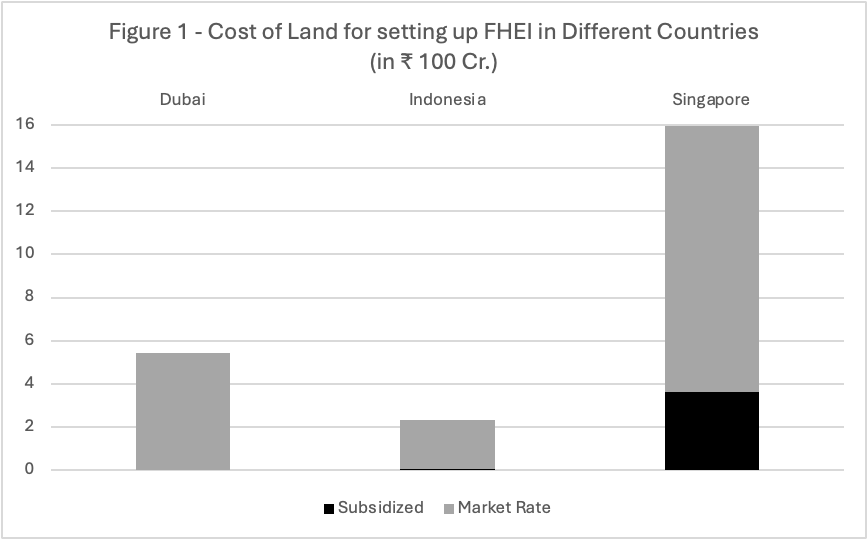 Figure 1 - Cost of Land for setting up FHEI in Different Countries
(in ₹ 100 Cr.)
Dubai Indonesia Singapore
16
14
12
10
8
6
4
2
0
Subsidized Market Rate